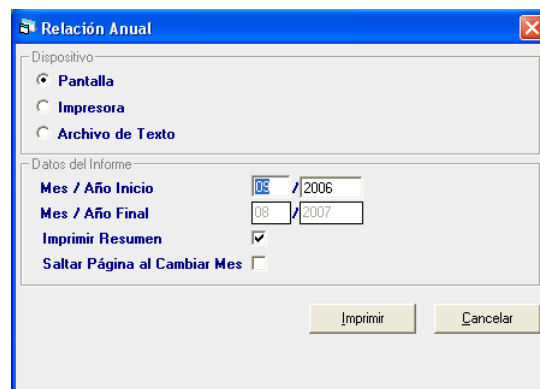 Relación Anual
Dispositivo
Pantalla
Impresora
Archivo de Texto
Datos del Informe
Mes / Año Inicio 09 / 2006
Mes / Año Final 08 / 2007
Imprimir Resumen
Saltar Página al Cambiar Mes
Imprimir Cancelar